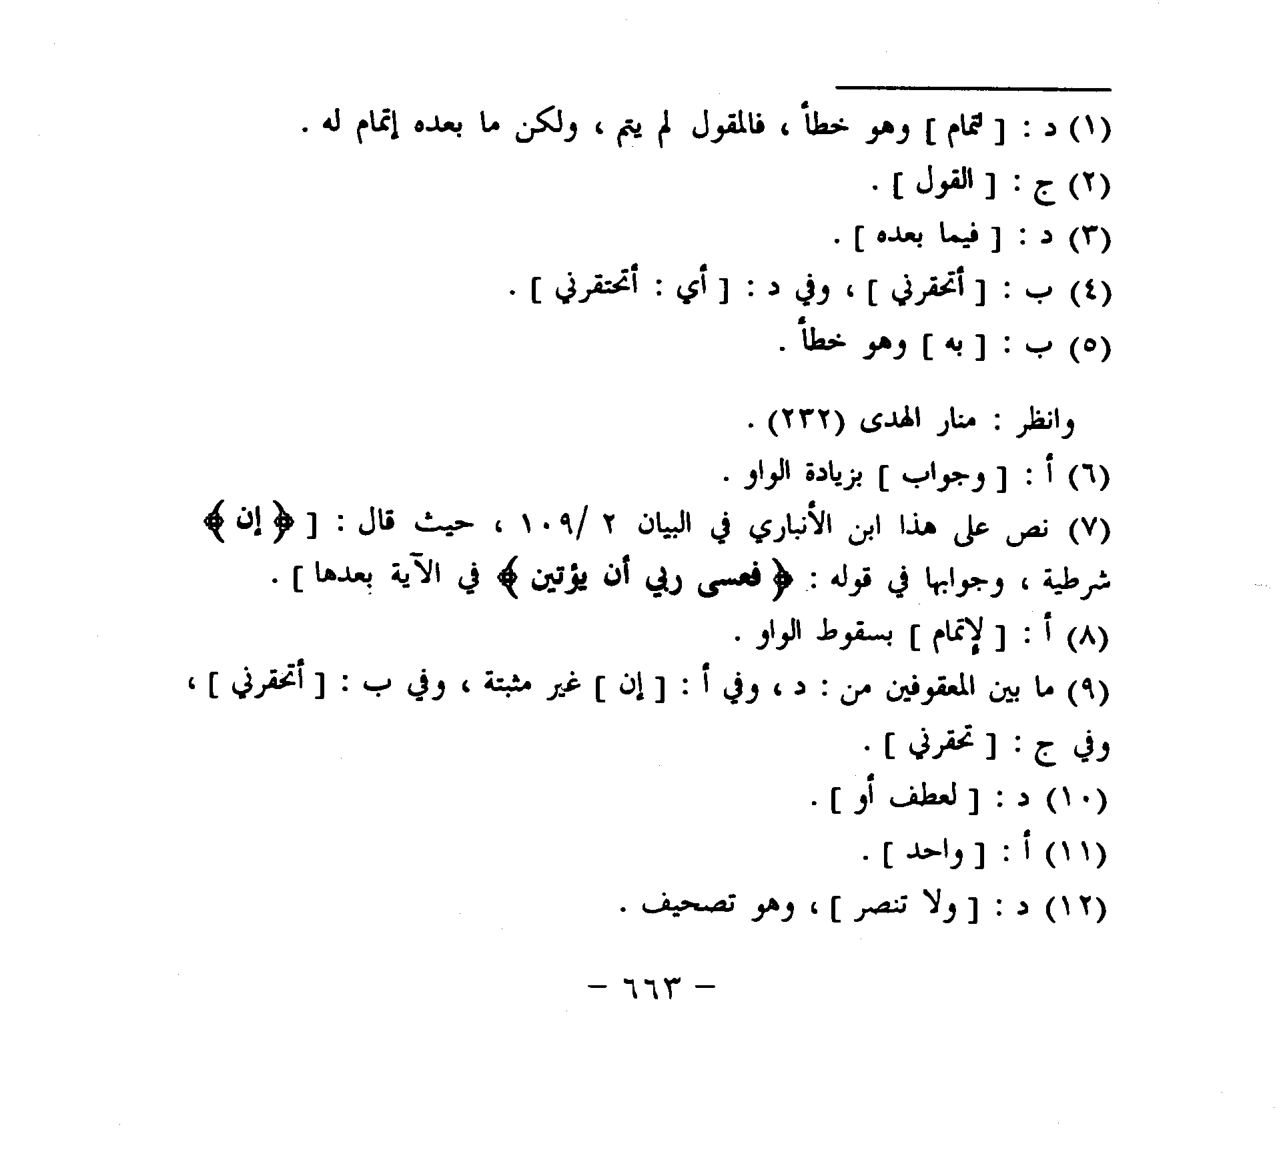 (١) د : [ لتمام ] وهو خطأ ، فالمقول لم يتم ، ولكن ما بعده إتمام له .
(٢) ج : [ القول ] .
(٣) د : [ فيما بعده ] .
(٤) ب : [ أتحقرني ] ، وفي د : [ أي : أتحتقرني ] .
(٥) ب : [ به ] وهو خطأ .
وانظر : منار الهدى (٢٣٢) .
(٦) أ : [ وجواب ] بزيادة الواو .
(٧) نص على هذا ابن الأنباري في البيان ٢ /١٠٩ ، حيث قال : [ ﴿ إن ﴾
شرطية ، وجوابها في قوله : ﴿ فعسى ربي أن يؤتين ﴾ في الآية بعدها ] .
(٨) أ : [ لإتمام ] بسقوط الواو .
(٩) ما بين المعقوفين من : د ، وفي أ : [ إن ] غير مثبتة ، وفي ب : [ أتحقرني ] ،
وفي ج : [ تحقرني ] .
(١٠) د : [ لعطف أو ] .
(١١) أ : [ واحد ] .
(١٢) د : [ ولا تنصر ] ، وهو تصحيف .
– ٦٦٣ –